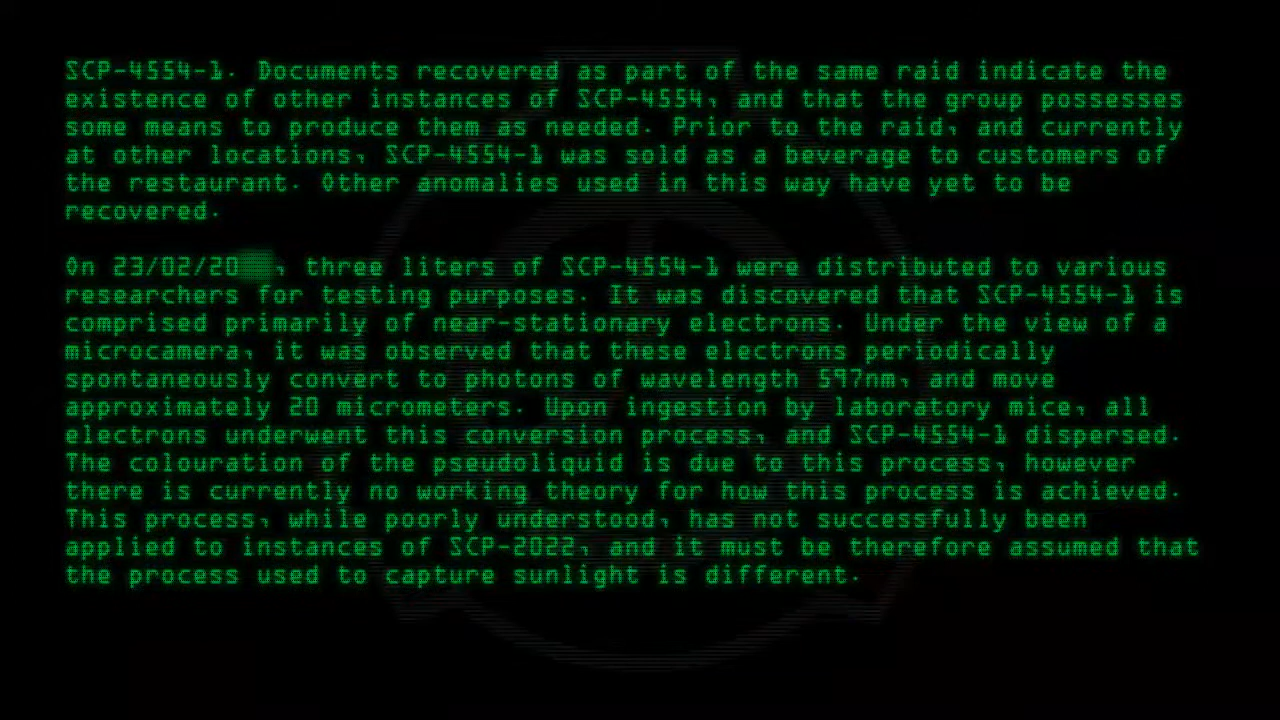 SCP-4554-1. Documents recovered as part of the same raid indicate the
existence of other instances of SCP-4554, and that the group possesses
some means to produce them as needed. Prior to the raid, and currently
at other locations, SCP-4554-1 was sold as a beverage to customers of
the restaurant. Other anomalies used in this way have yet to be
recovered.
On 23/02/20▒▒, three liters of SCP-4554-1 were distributed to various
researchers for testing purposes. It was discovered that SCP-4554-1 is
comprised primarily of near-stationary electrons. Under the view of a
microcamera, it was observed that these electrons periodically
spontaneously convert to photons of wavelength 597nm, and move
approximately 20 micrometers. Upon ingestion by laboratory mice, all
electrons underwent this conversion process, and SCP-4554-1 dispersed.
The colouration of the pseudoliquid is due to this process, however
there is currently no working theory for how this process is achieved.
This process, while poorly understood, has not successfully been
applied to instances of SCP-2022, and it must be therefore assumed that
the process used to capture sunlight is different.